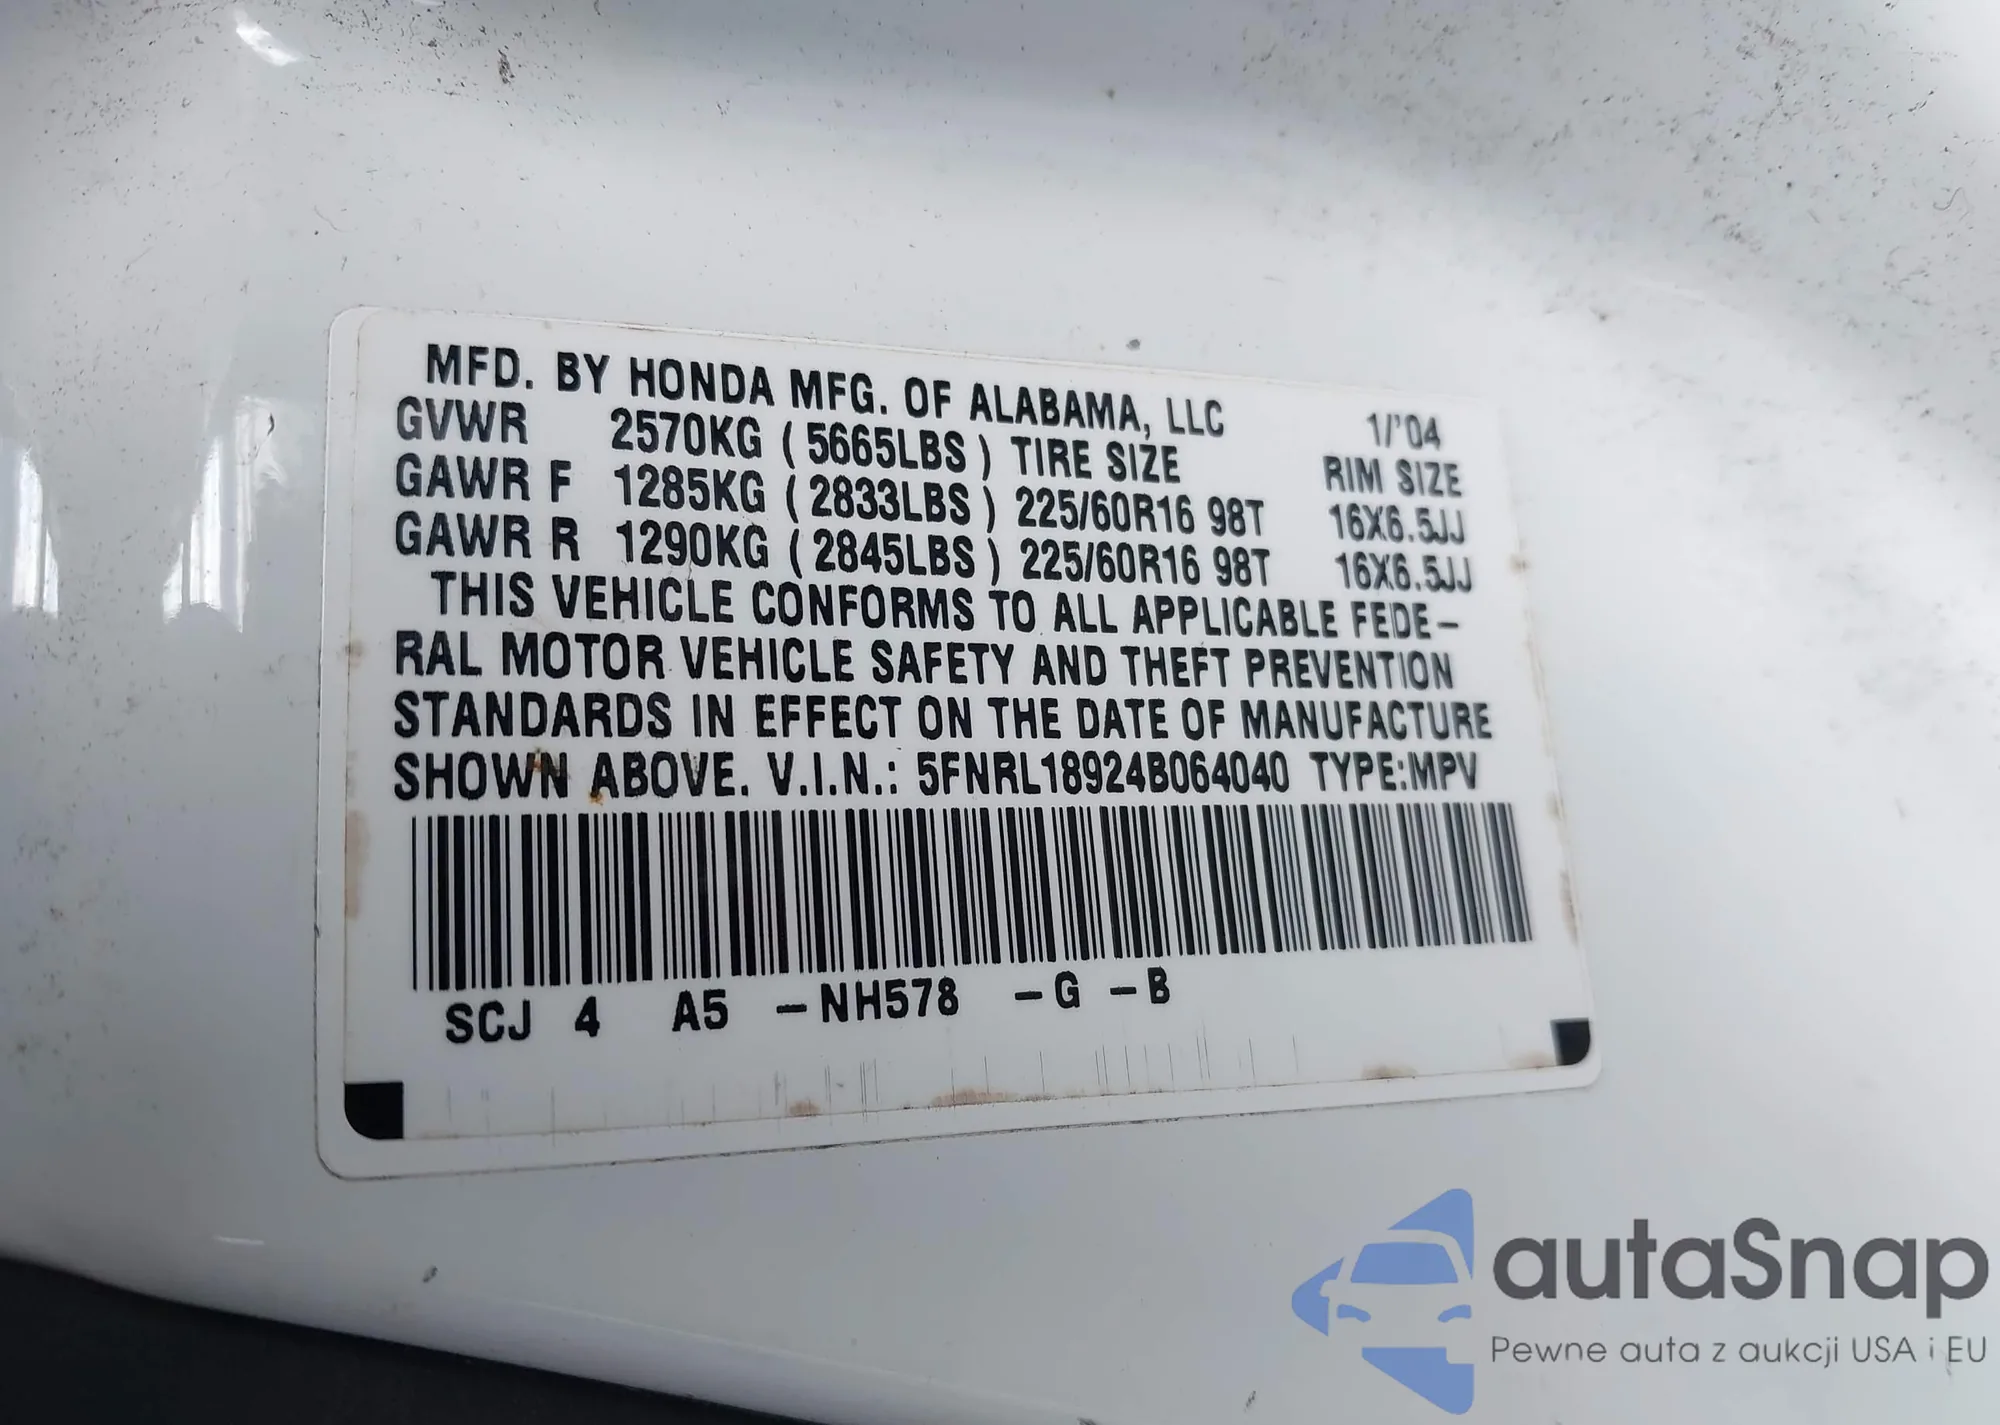 MFD. BY HONDA MFG. OF ALABAMA, LLC 1/'04
GVWR 2570KG ( 5665LBS ) TIRE SIZE RIM SIZE
GAWR F 1285KG ( 2833LBS ) 225/60R16 98T 16X6.5JJ
GAWR R 1290KG ( 2845LBS ) 225/60R16 98T 16X6.5JJ
THIS VEHICLE CONFORMS TO ALL APPLICABLE FEDE-
RAL MOTOR VEHICLE SAFETY AND THEFT PREVENTION
STANDARDS IN EFFECT ON THE DATE OF MANUFACTURE
SHOWN ABOVE. V.I.N.: 5FNRL18924B064040 TYPE:MPV
SCJ 4 A5 -NH578 -G -B
autaSnap
Pewne auta z aukcji USA i EU